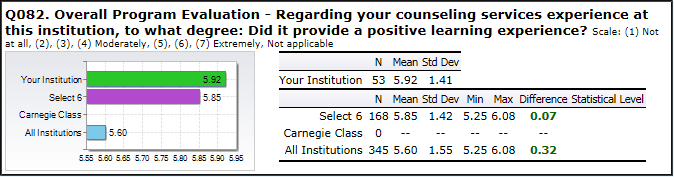 Q082. Overall Program Evaluation - Regarding your counseling services experience at
this institution, to what degree: Did it provide a positive learning experience? Scale: (1) Not
at all, (2), (3), (4) Moderately, (5), (6), (7) Extremely, Not applicable
Your Institution 5.92
Select 6 5.85
Carnegie Class
All Institutions 5.60
5.55 5.60 5.65 5.70 5.75 5.80 5.85 5.90 5.95
N Mean Std Dev
Your Institution 53 5.92 1.41
N Mean Std Dev Min Max Difference Statistical Level
Select 6 168 5.85 1.42 5.25 6.08 0.07
Carnegie Class 0 -- -- -- -- --
All Institutions 345 5.60 1.55 5.25 6.08 0.32